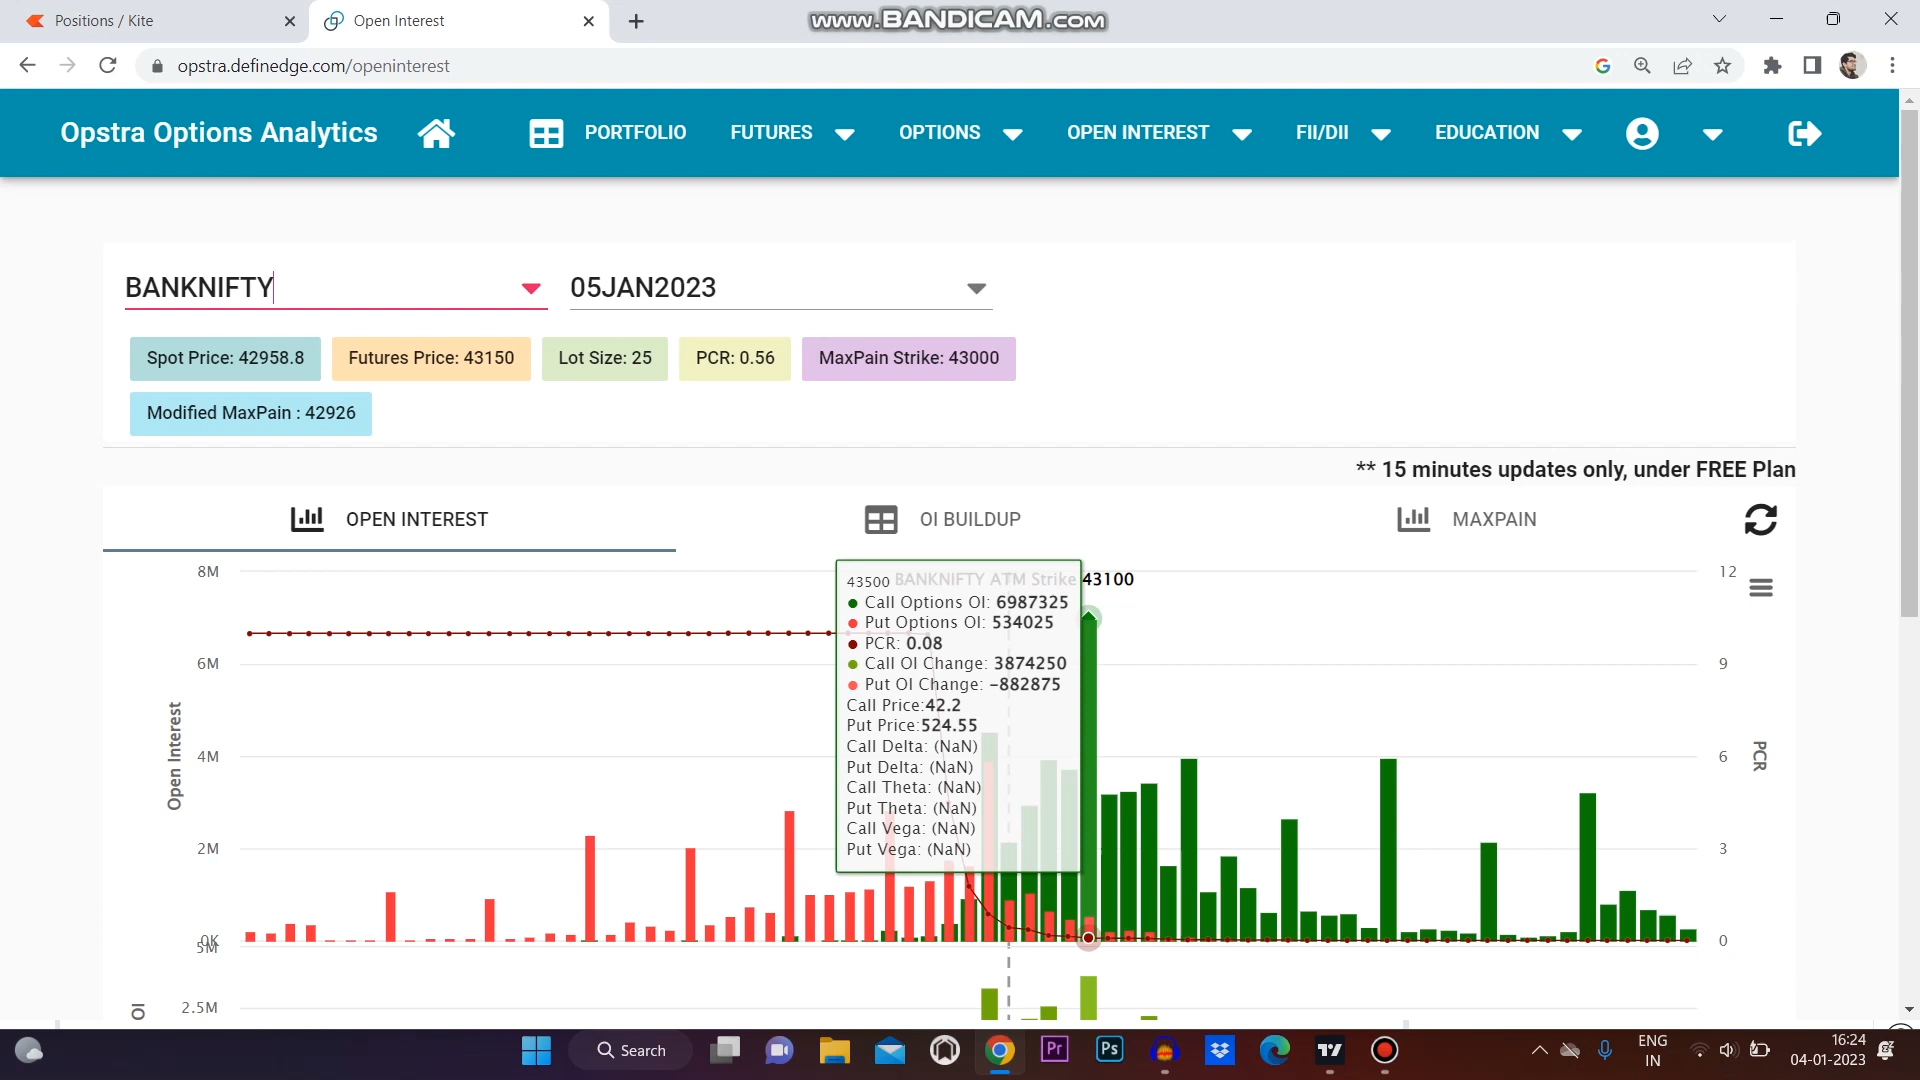 Positions / Kite
Open Interest
www.BANDICAM.com
opstra.definedge.com/openinterest
Opstra Options Analytics
PORTFOLIO
FUTURES
OPTIONS
OPEN INTEREST
FII/DII
EDUCATION
BANKNIFTY
05JAN2023
Spot Price: 42958.8
Futures Price: 43150
Lot Size: 25
PCR: 0.56
MaxPain Strike: 43000
Modified MaxPain : 42926
** 15 minutes updates only, under FREE Plan
OPEN INTEREST
OI BUILDUP
MAXPAIN
BANKNIFTY ATM Strike 43100
43500
Call Options OI: 6987325
Put Options OI: 534025
PCR: 0.08
Call OI Change: 3874250
Put OI Change: -882875
Call Price:42.2
Put Price:524.55
Call Delta: (NaN)
Put Delta: (NaN)
Call Theta: (NaN)
Put Theta: (NaN)
Call Vega: (NaN)
Put Vega: (NaN)
8M
6M
4M
2M
0K
Open Interest
12
9
6
3
0
PCR
5M
2.5M
OI
Search
Pr
Ps
ENG
IN
16:24
04-01-2023